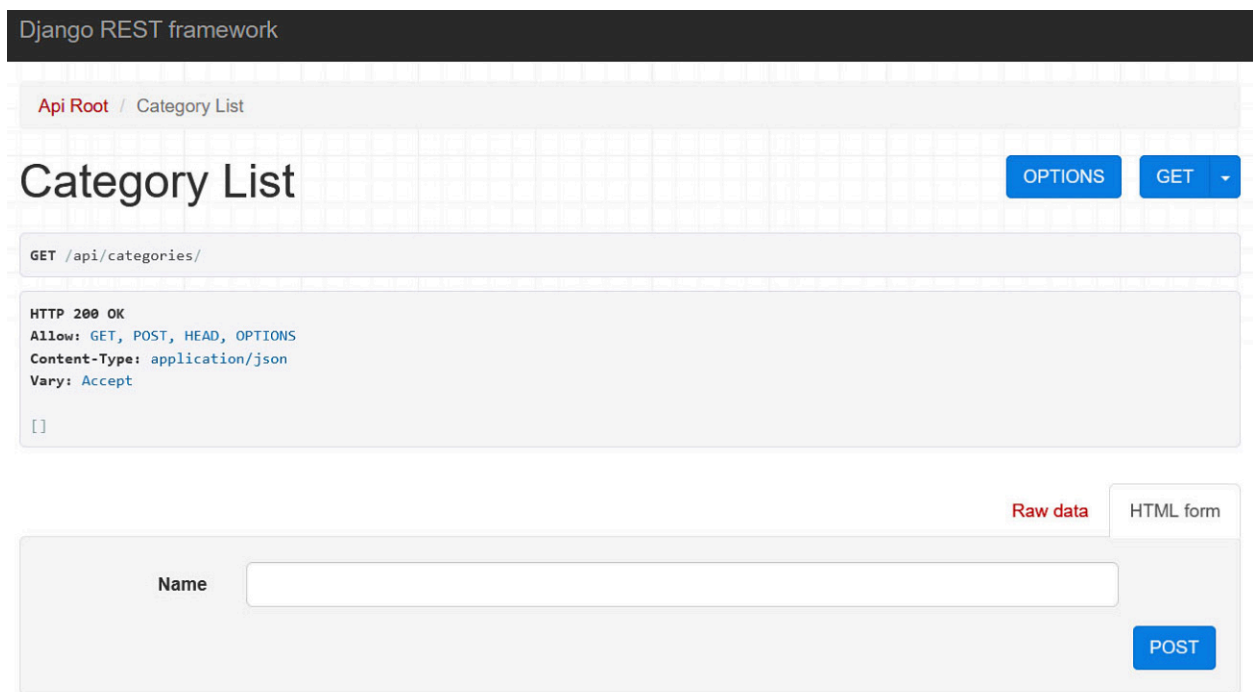 Django REST framework
Api Root / Category List
Category List
OPTIONS GET
GET /api/categories/
HTTP 200 OK
Allow: GET, POST, HEAD, OPTIONS
Content-Type: application/json
Vary: Accept
[]
Raw data HTML form
Name
POST